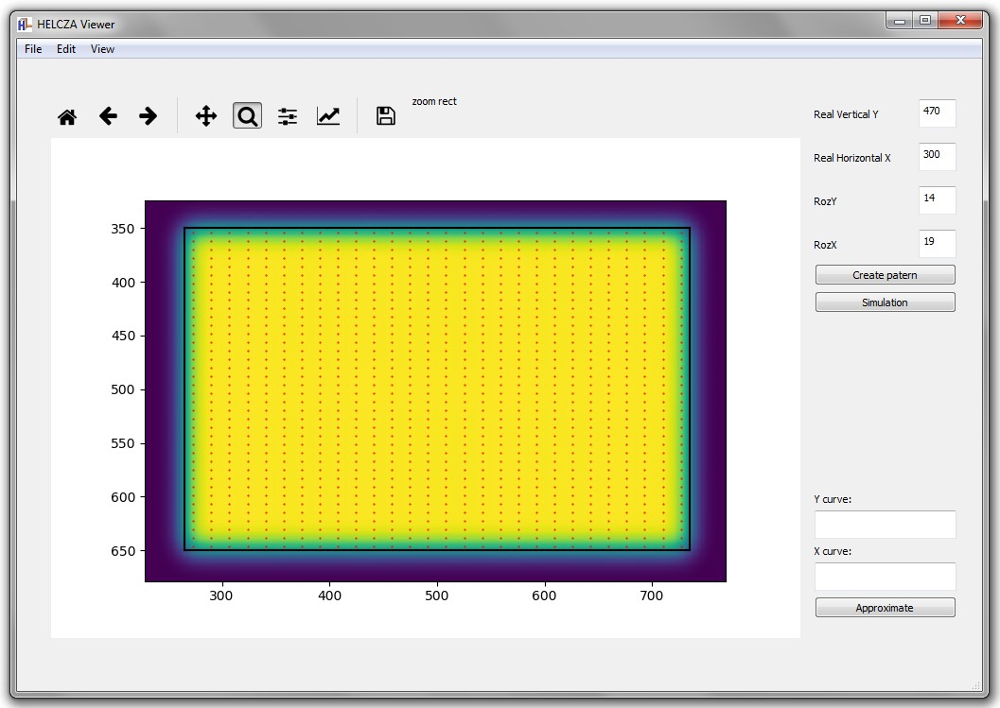 HELCZA Viewer
File Edit View
zoom rect
Real Vertical Y 470
Real Horizontal X 300
RozY 14
RozX 19
Create patern
Simulation
350
400
450
500
550
600
650
300 400 500 600 700
Y curve:
X curve:
Approximate